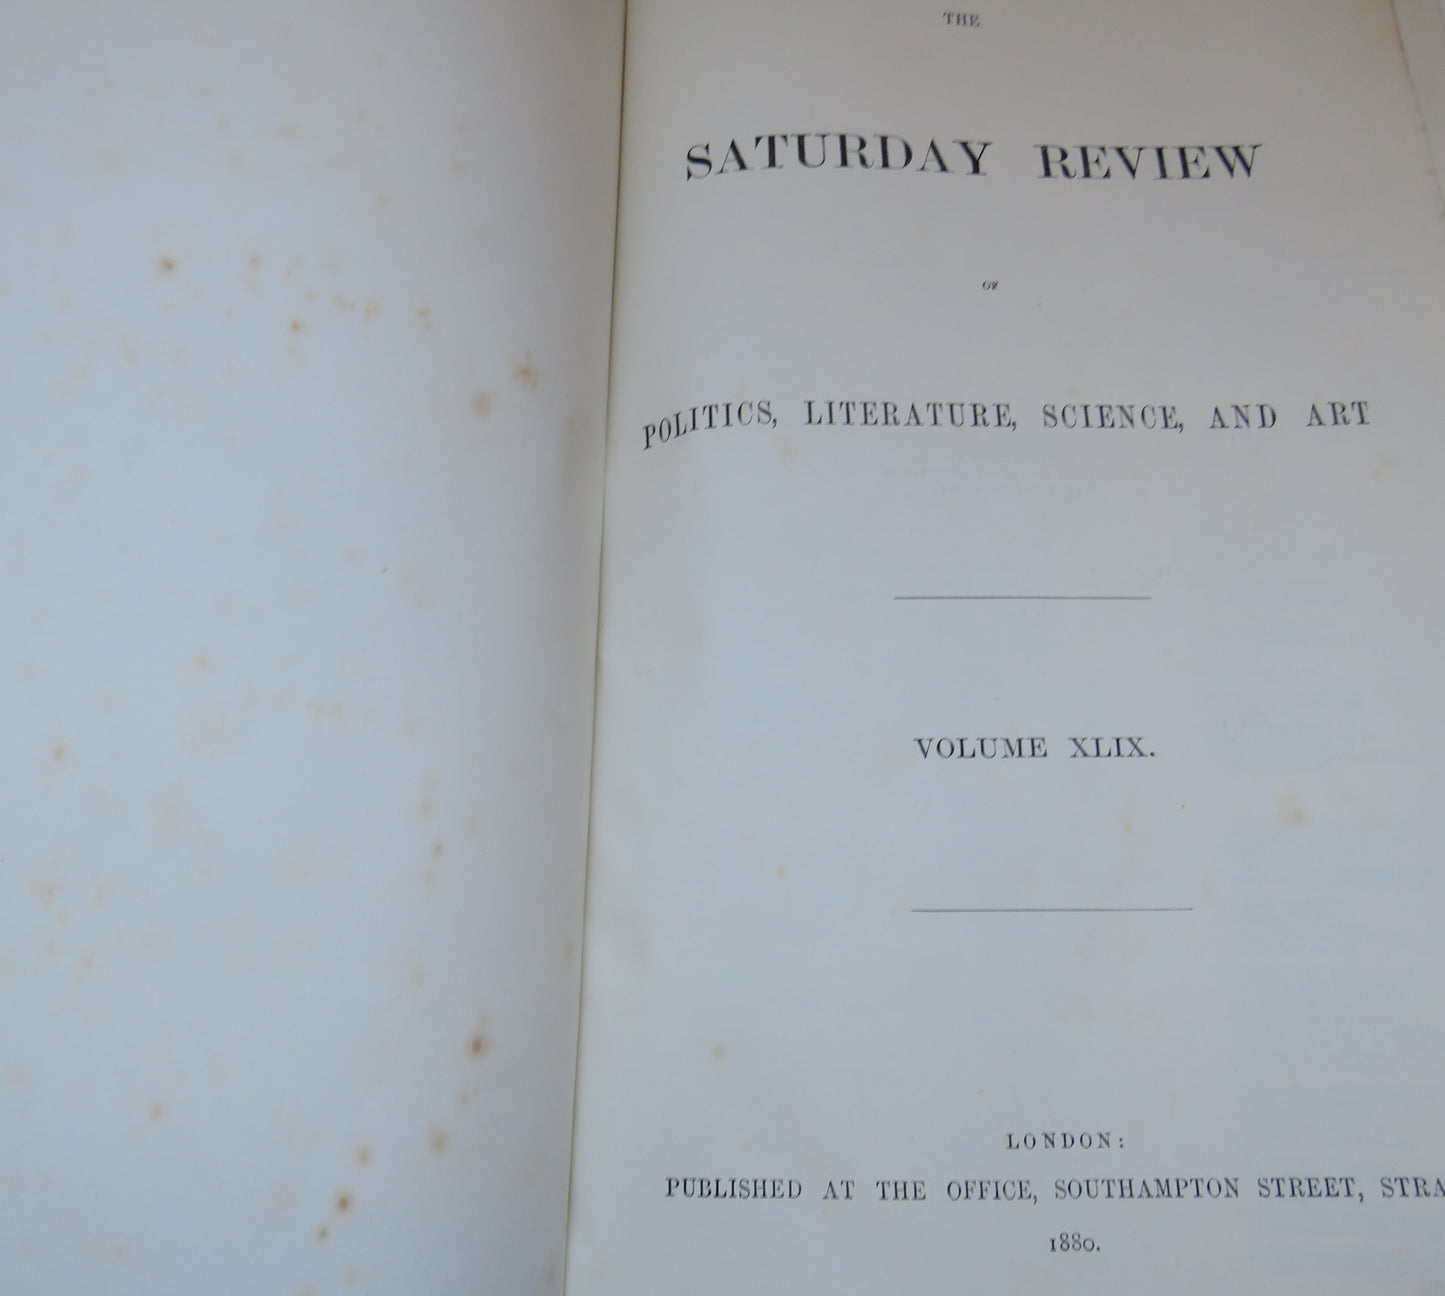 THE
SATURDAY REVIEW
OF
POLITICS, LITERATURE, SCIENCE, AND ART
VOLUME XLIX.
LONDON:
PUBLISHED AT THE OFFICE, SOUTHAMPTON STREET, STRA
1880.